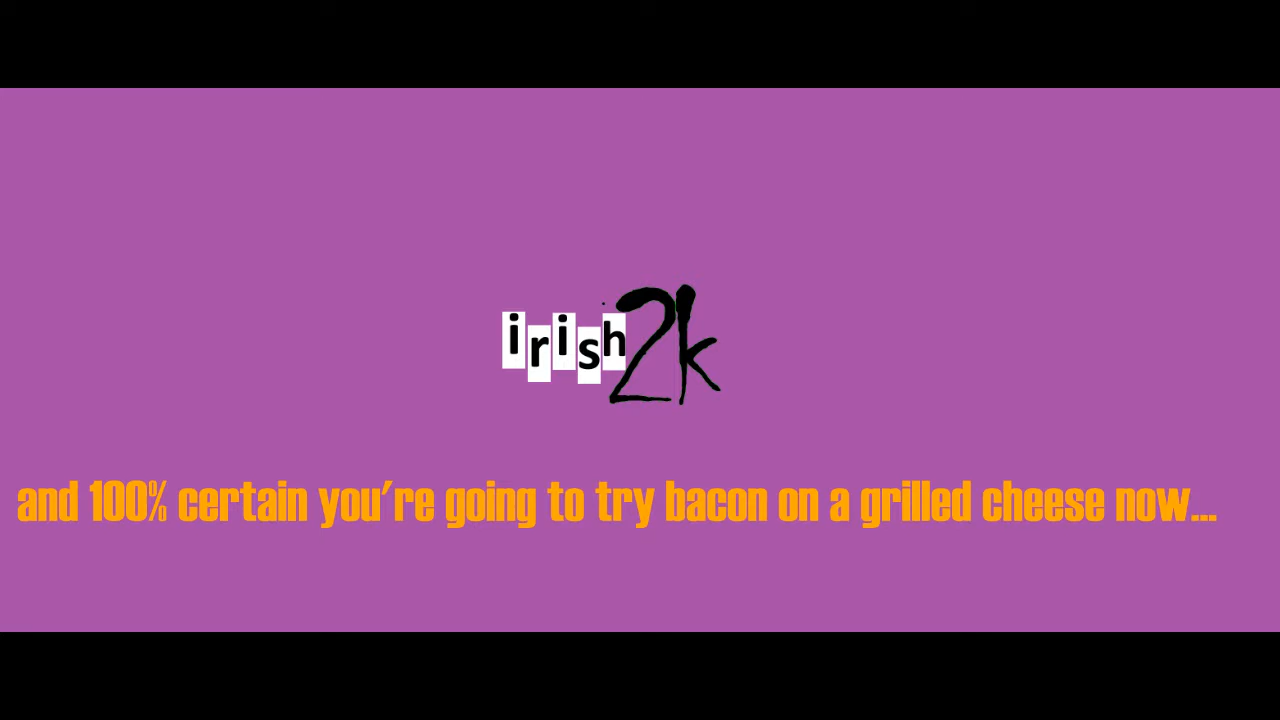 irish2k
and 100% certain you're going to try bacon on a grilled cheese now...